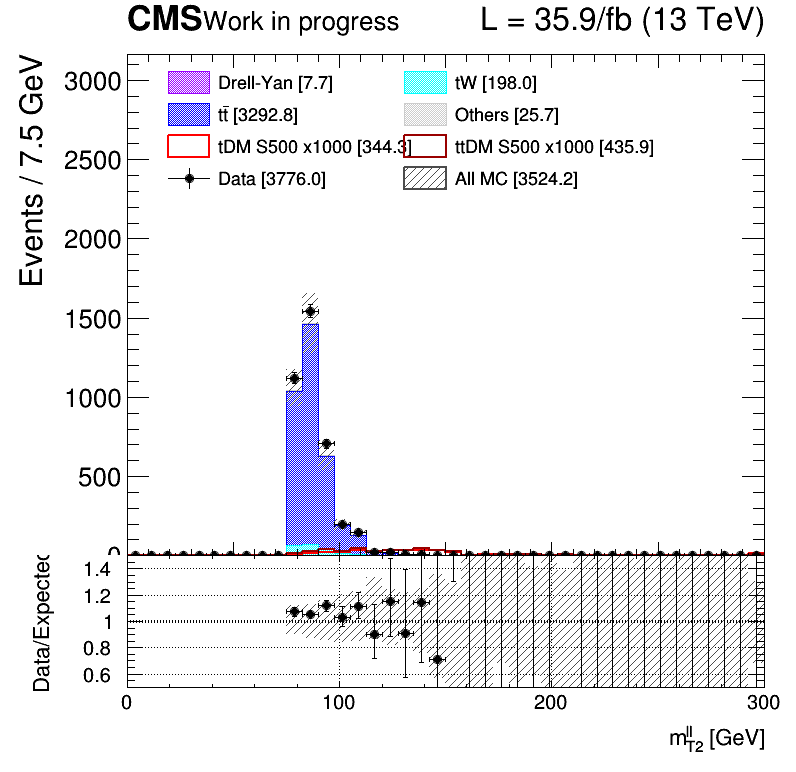 CMS Work in progress L = 35.9/fb (13 TeV)
Events / 7.5 GeV
3000
2500
2000
1500
1000
500
0
Drell-Yan [7.7] tW [198.0]
tt̄ [3292.8] Others [25.7]
tDM S500 x1000 [344.3] ttDM S500 x1000 [435.9]
Data [3776.0] All MC [3524.2]
Data/Expected
1.4
1.2
1
0.8
0.6
0 100 200 300
m^{ll}_{T2} [GeV]